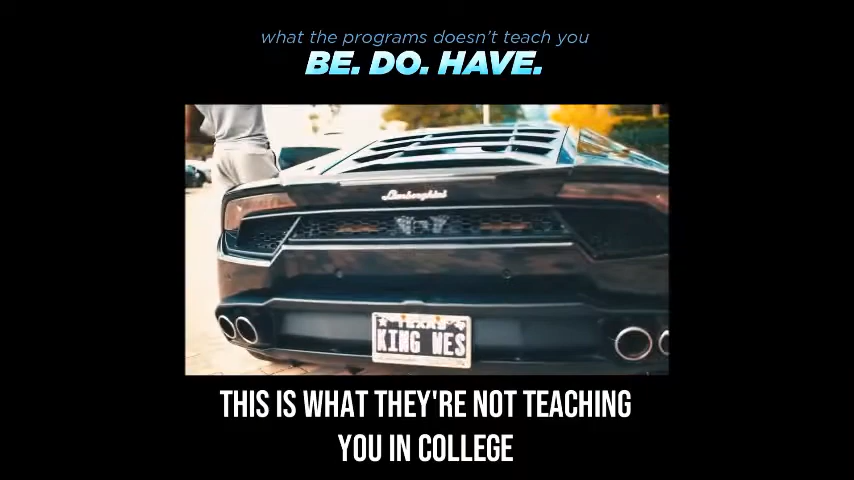 what the programs doesn't teach you
BE. DO. HAVE.
Lamborghini
TEXAS
KING WES
THIS IS WHAT THEY'RE NOT TEACHING
YOU IN COLLEGE